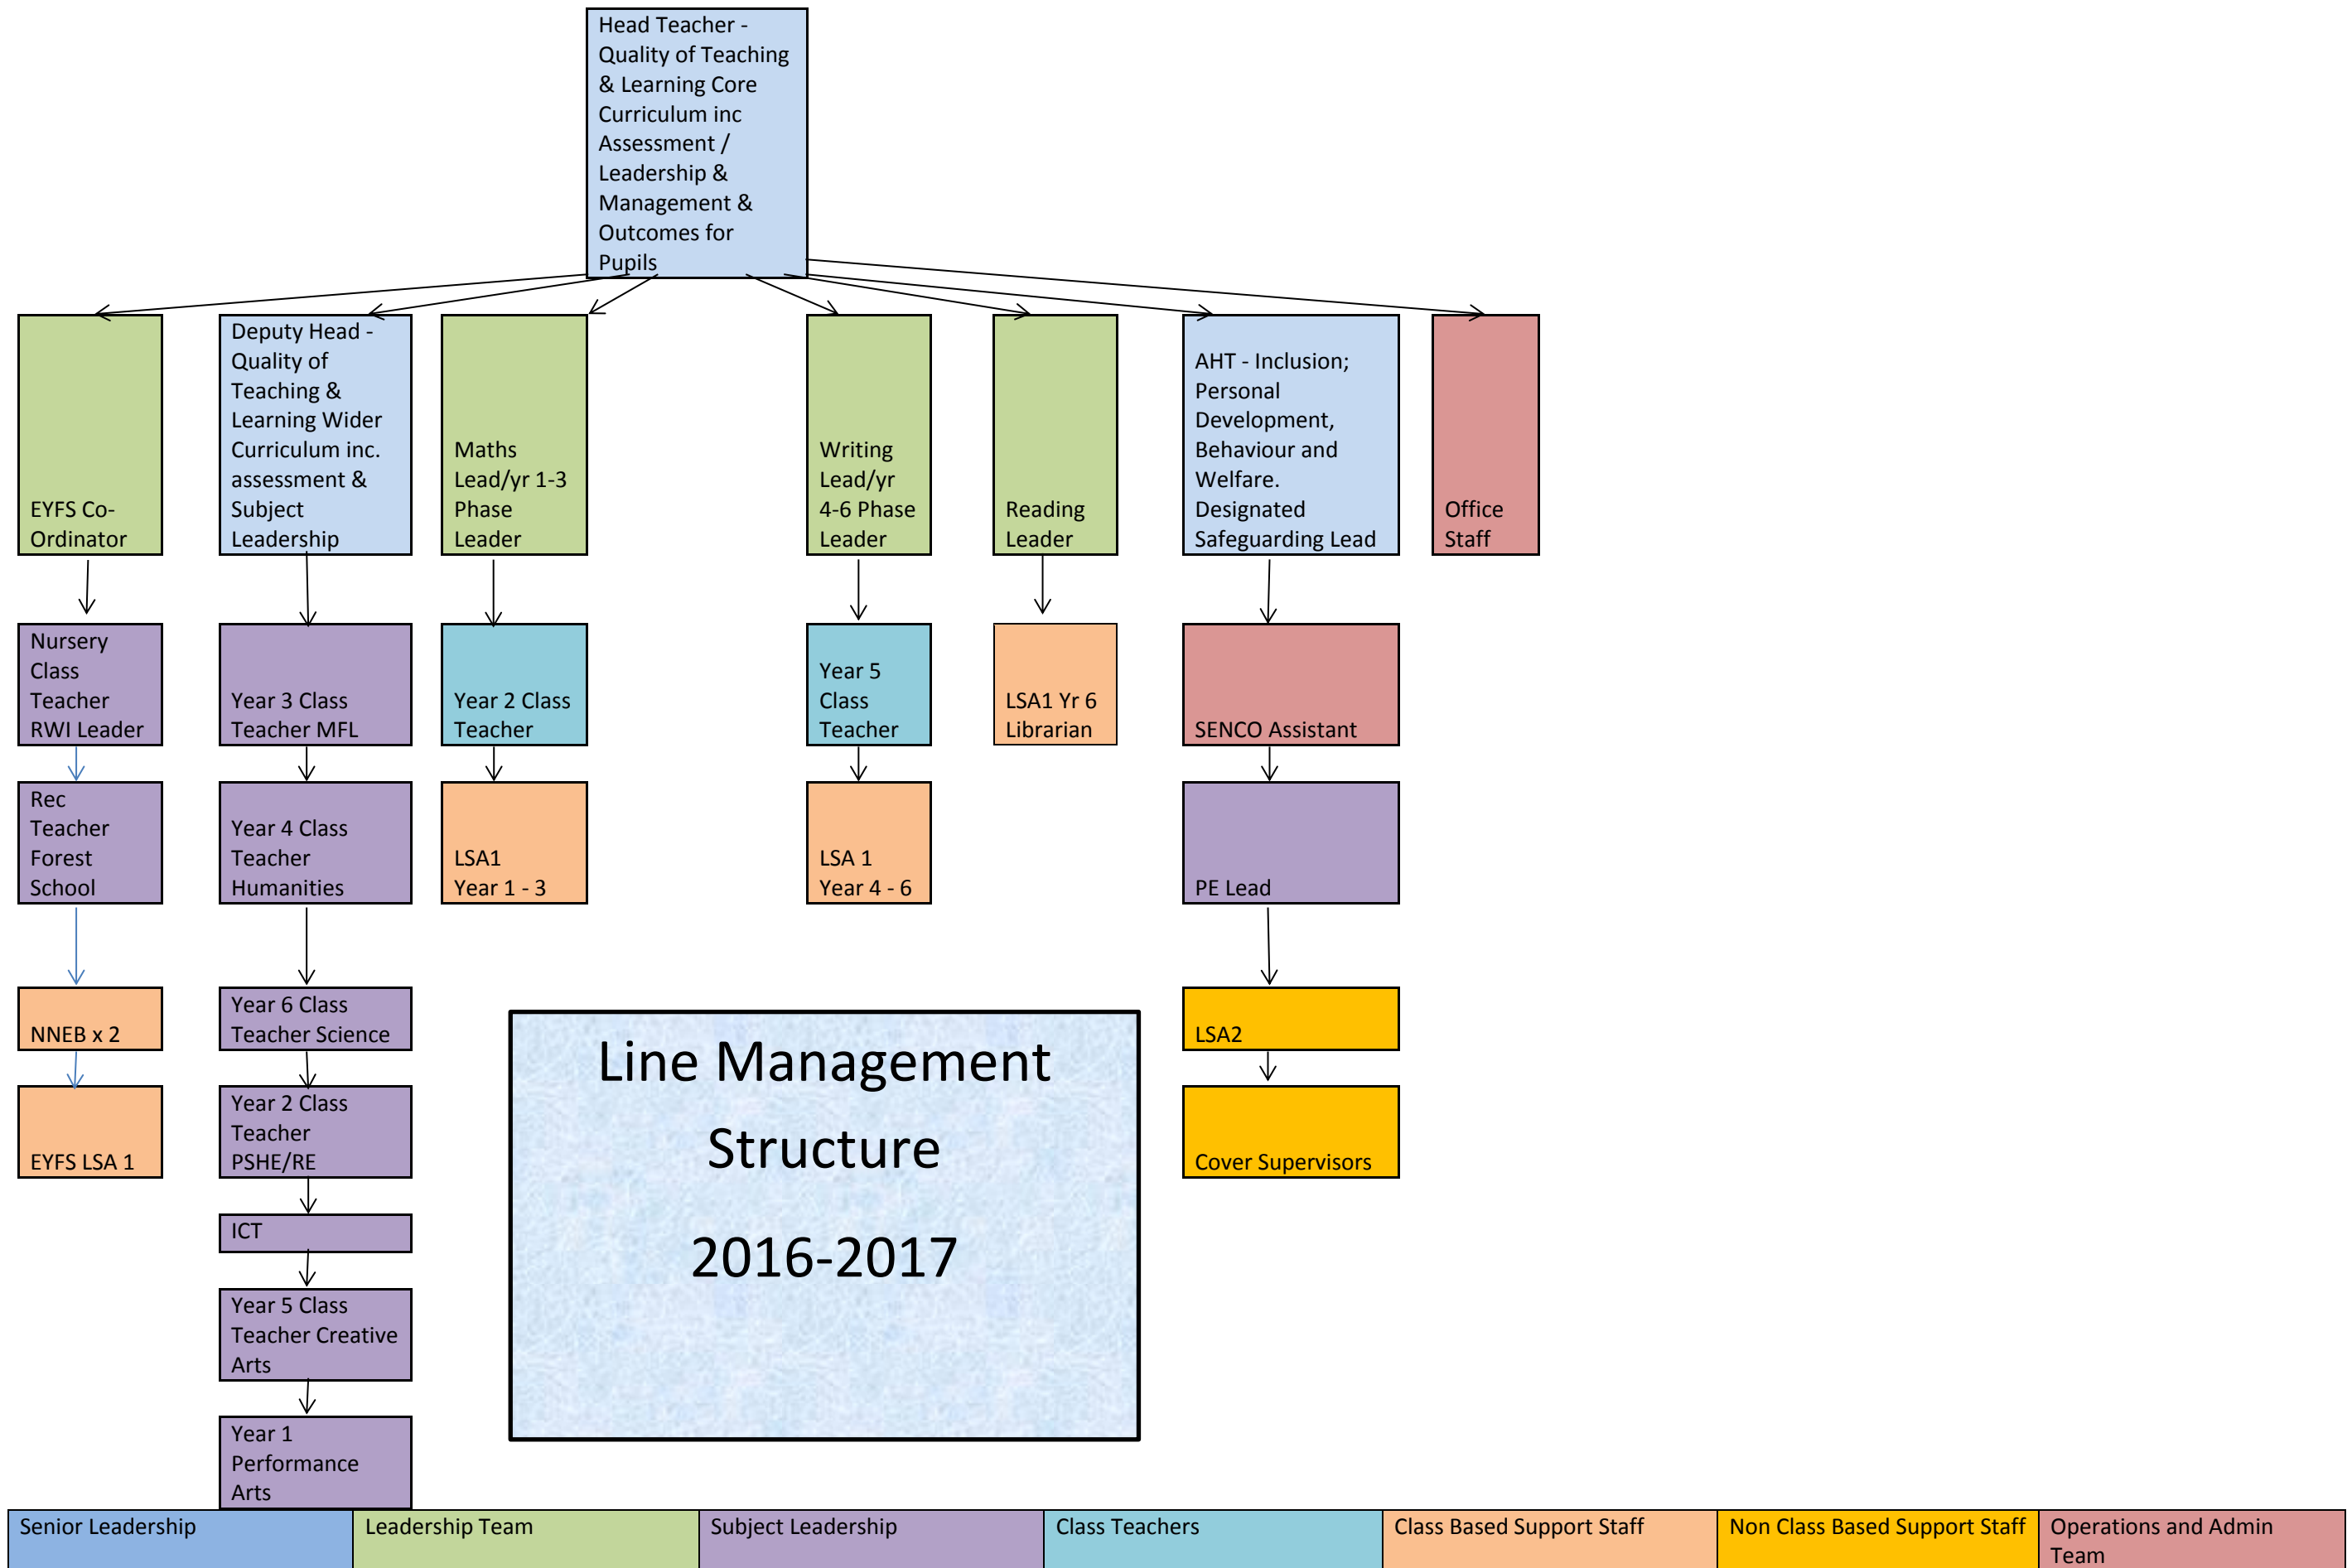 Head Teacher -
Quality of Teaching
& Learning Core
Curriculum inc
Assessment /
Leadership &
Management &
Outcomes for
Pupils
EYFS Co-
Ordinator
Deputy Head -
Quality of
Teaching &
Learning Wider
Curriculum inc.
assessment &
Subject
Leadership
Maths
Lead/yr 1-3
Phase
Leader
Writing
Lead/yr
4-6 Phase
Leader
Reading
Leader
AHT - Inclusion;
Personal
Development,
Behaviour and
Welfare.
Designated
Safeguarding Lead
Office
Staff
Nursery
Class
Teacher
RWI Leader
Year 3 Class
Teacher MFL
Year 2 Class
Teacher
Year 5
Class
Teacher
LSA1 Yr 6
Librarian
SENCO Assistant
Rec
Teacher
Forest
School
Year 4 Class
Teacher
Humanities
LSA1
Year 1 - 3
LSA 1
Year 4 - 6
PE Lead
NNEB x 2
Year 6 Class
Teacher Science
LSA2
EYFS LSA 1
Year 2 Class
Teacher
PSHE/RE
Cover Supervisors
ICT
Year 5 Class
Teacher Creative
Arts
Year 1
Performance
Arts
Line Management
Structure
2016-2017
Senior Leadership
Leadership Team
Subject Leadership
Class Teachers
Class Based Support Staff
Non Class Based Support Staff
Operations and Admin
Team